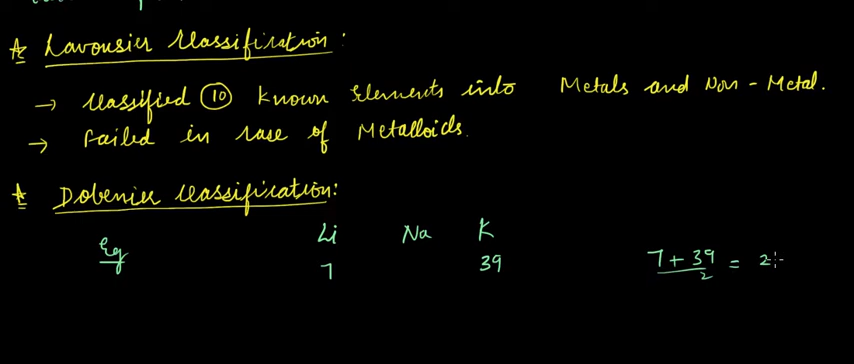 * Lavousier Classification :
→ Classified 10 Known Elements into Metals and Non - Metal.
→ Failed in Case of Metalloids.
* Dobenier Classification :
Eg Li Na K
7 39 7 + 39 / 2 = 2